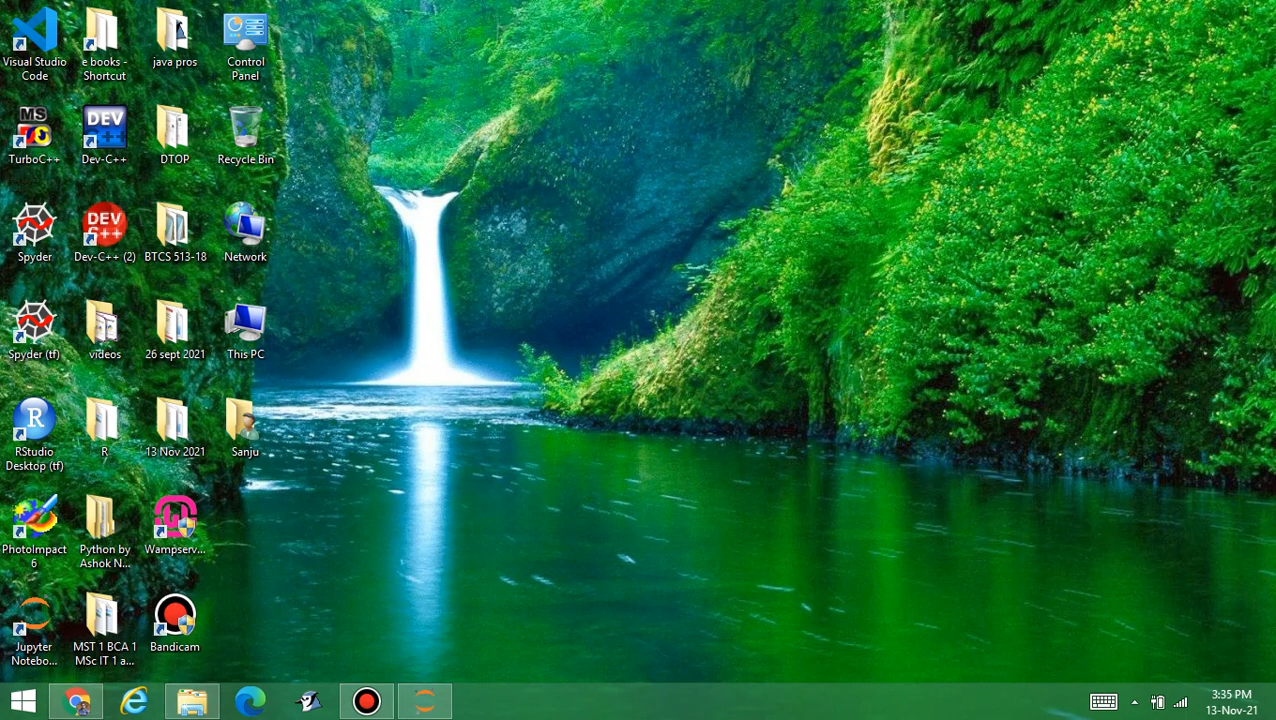 Visual Studio
Code
e books -
Shortcut
java pros
Control
Panel
MS
TurboC++
DEV
C++
Dev-C++
DTOP
Recycle Bin
Spyder
DEV
C++
Dev-C++ (2)
BTCS 513-18
Network
Spyder (tf)
videos
26 sept 2021
This PC
R
RStudio
Desktop (tf)
R
13 Nov 2021
Sanju
PhotoImpact
6
Python by
Ashok N...
Wampserv...
Jupyter
Notebo...
MST 1 BCA 1
MSc IT 1 a...
Bandicam
3:35 PM
13-Nov-21